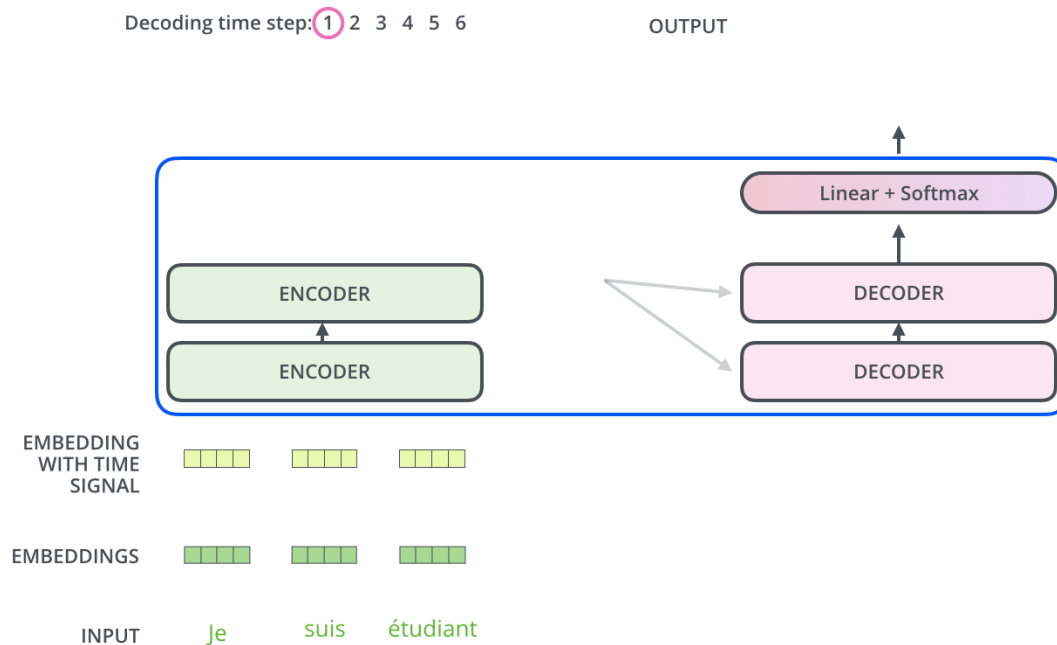 Decoding time step: 1 2 3 4 5 6
OUTPUT
Linear + Softmax
ENCODER
DECODER
ENCODER
DECODER
EMBEDDING
WITH TIME
SIGNAL
EMBEDDINGS
INPUT
Je suis étudiant